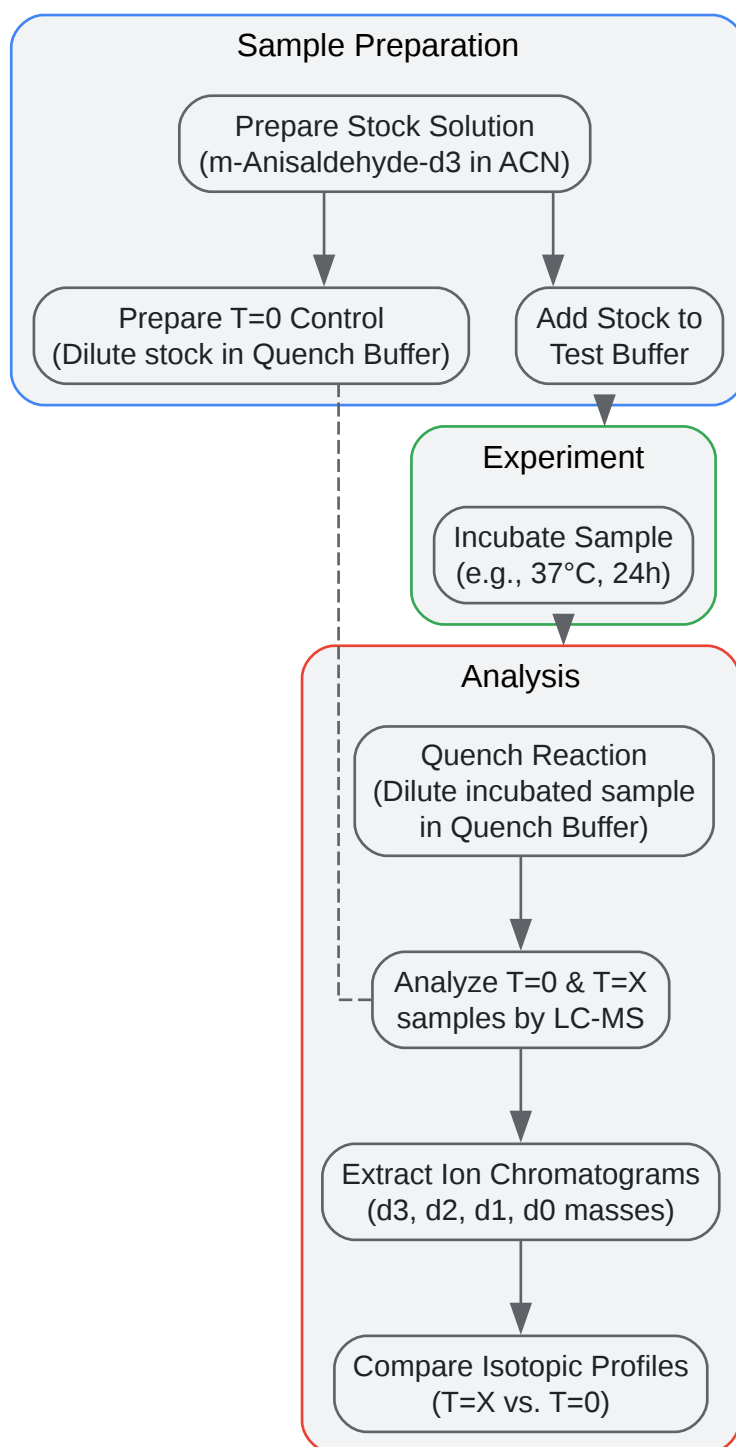 Sample Preparation
Prepare Stock Solution
(m-Anisaldehyde-d3 in ACN)
Prepare T=0 Control
(Dilute stock in Quench Buffer)
Add Stock to
Test Buffer
Experiment
Incubate Sample
(e.g., 37°C, 24h)
Analysis
Quench Reaction
(Dilute incubated sample
in Quench Buffer)
Analyze T=0 & T=X
samples by LC-MS
Extract Ion Chromatograms
(d3, d2, d1, d0 masses)
Compare Isotopic Profiles
(T=X vs. T=0)